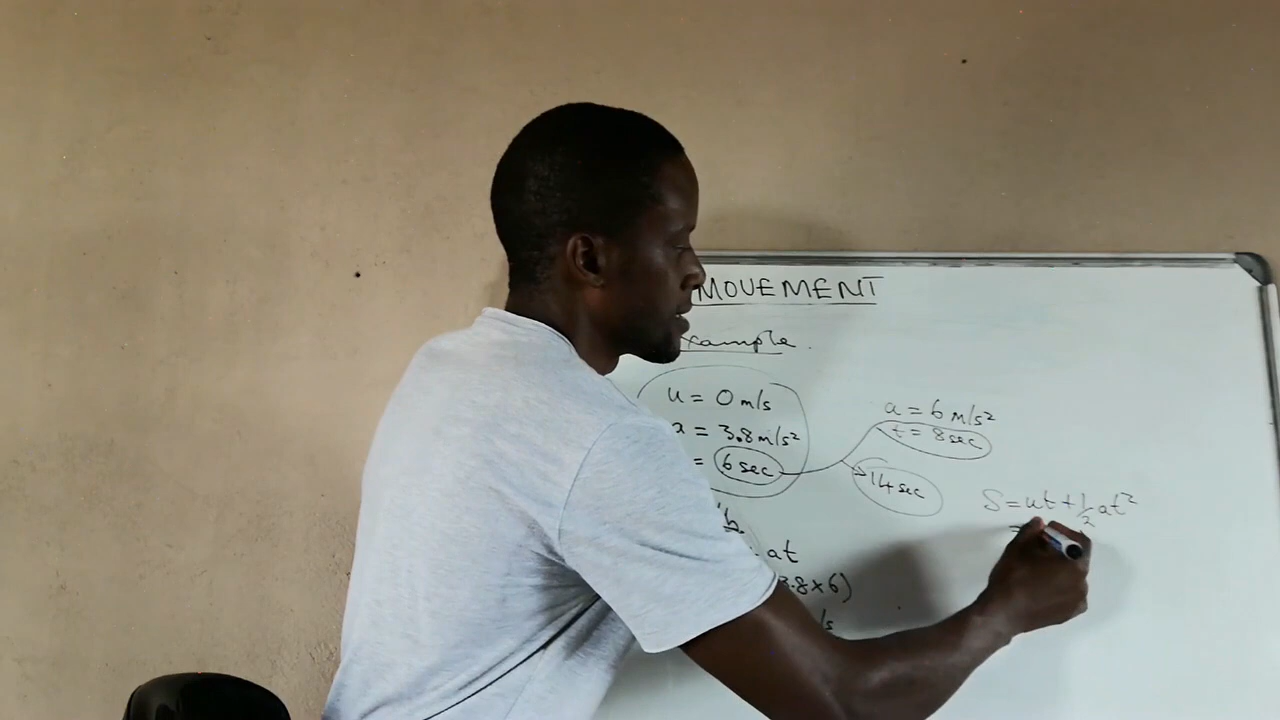 MOVEMENT
xample.
u = 0 m/s
a = 3.8 m/s²
= 6 sec
a = 6 m/s²
t = 8 sec
14 sec
S = ut + ½ at²
=
at
3.8 x 6)
/s